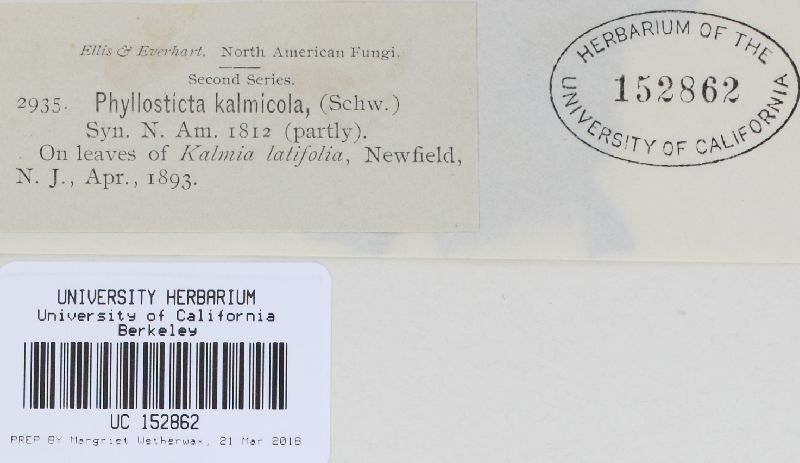 Ellis & Everhart. North American Fungi.
Second Series.
2935. Phyllosticta kalmicola, (Schw.)
Syn. N. Am. 1812 (partly).
On leaves of Kalmia latifolia, Newfield,
N. J., Apr., 1893.
HERBARIUM OF THE
152862
UNIVERSITY OF CALIFORNIA
UNIVERSITY HERBARIUM
University of California
Berkeley
UC 152862
PREP BY Margriet Wetherwax, 21 Mar 2018